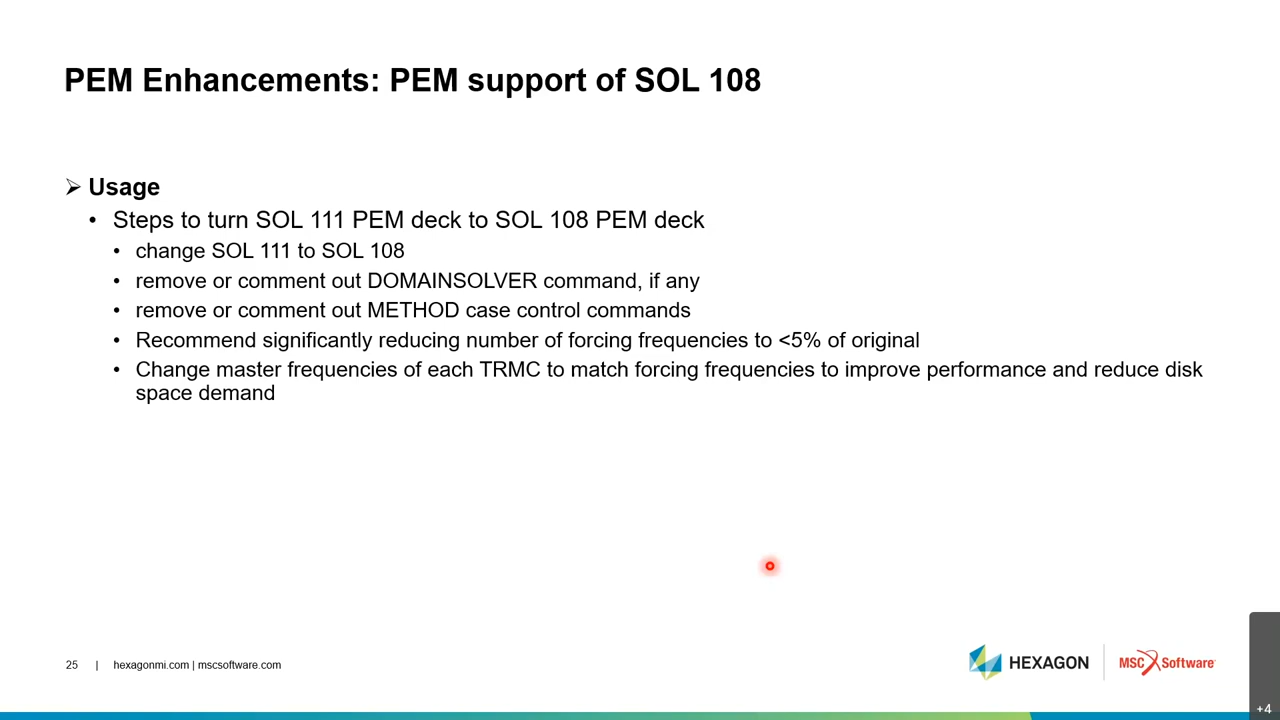 PEM Enhancements: PEM support of SOL 108
➢ Usage
• Steps to turn SOL 111 PEM deck to SOL 108 PEM deck
• change SOL 111 to SOL 108
• remove or comment out DOMAINSOLVER command, if any
• remove or comment out METHOD case control commands
• Recommend significantly reducing number of forcing frequencies to <5% of original
• Change master frequencies of each TRMC to match forcing frequencies to improve performance and reduce disk
space demand
25 | hexagonmi.com | mscsoftware.com
HEXAGON
MSC Software
+4